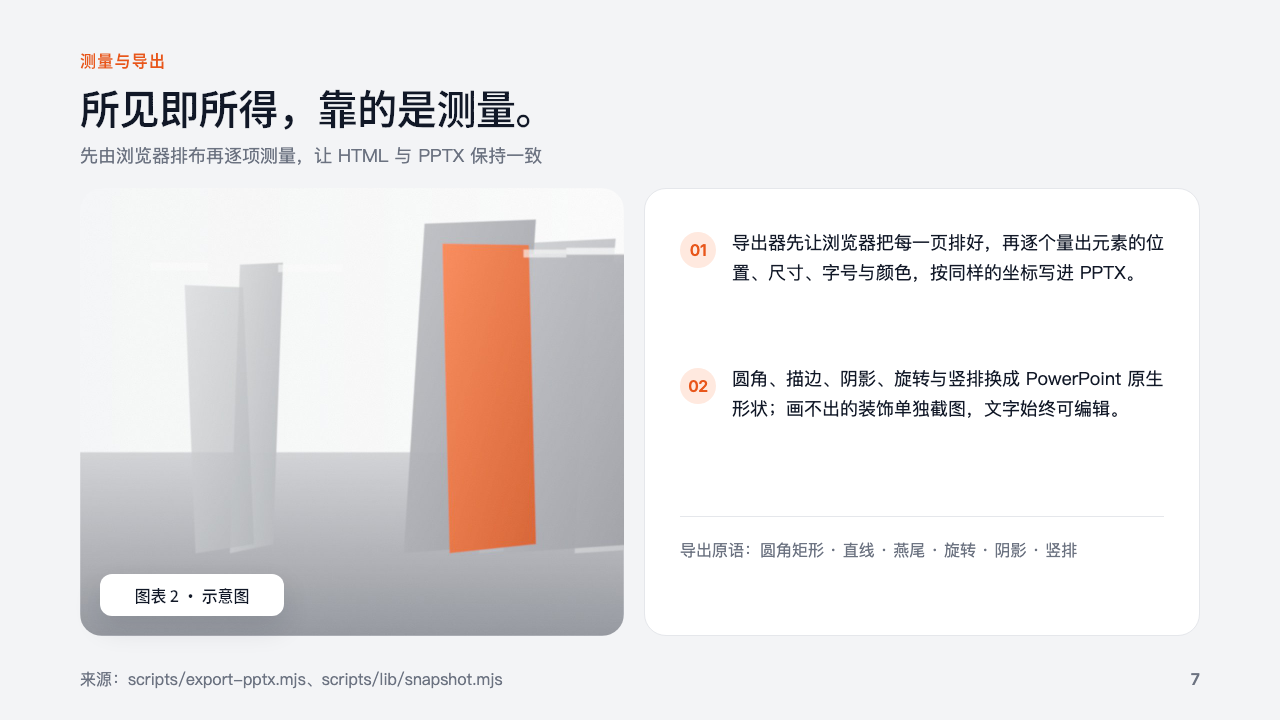 测量与导出
所见即所得，靠的是测量。
先由浏览器排布再逐项测量，让 HTML 与 PPTX 保持一致
图表 2 · 示意图
01
导出器先让浏览器把每一页排好，再逐个量出元素的位
置、尺寸、字号与颜色，按同样的坐标写进 PPTX。
02
圆角、描边、阴影、旋转与竖排换成 PowerPoint 原生
形状；画不出的装饰单独截图，文字始终可编辑。
导出原语：圆角矩形 · 直线 · 燕尾 · 旋转 · 阴影 · 竖排
来源：scripts/export-pptx.mjs、scripts/lib/snapshot.mjs
7